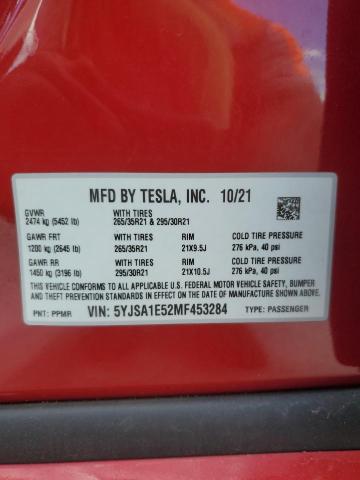 MFD BY TESLA, INC. 10/21
GVWR WITH TIRES
2474 kg (5452 lb) 265/35R21 & 295/30R21
GAWR FRT WITH TIRES RIM COLD TIRE PRESSURE
1200 kg (2645 lb) 265/35R21 21X9.5J 276 kPa, 40 psi
GAWR RR WITH TIRES RIM COLD TIRE PRESSURE
1450 kg (3196 lb) 295/30R21 21X10.5J 276 kPa, 40 psi
THIS VEHICLE CONFORMS TO ALL APPLICABLE U.S. FEDERAL MOTOR VEHICLE SAFETY, BUMPER
AND THEFT PREVENTION STANDARDS IN EFFECT ON THE DATE OF MANUFACTURE SHOWN ABOVE.
PNT: PPMR VIN: 5YJSA1E52MF453284 TYPE: PASSENGER